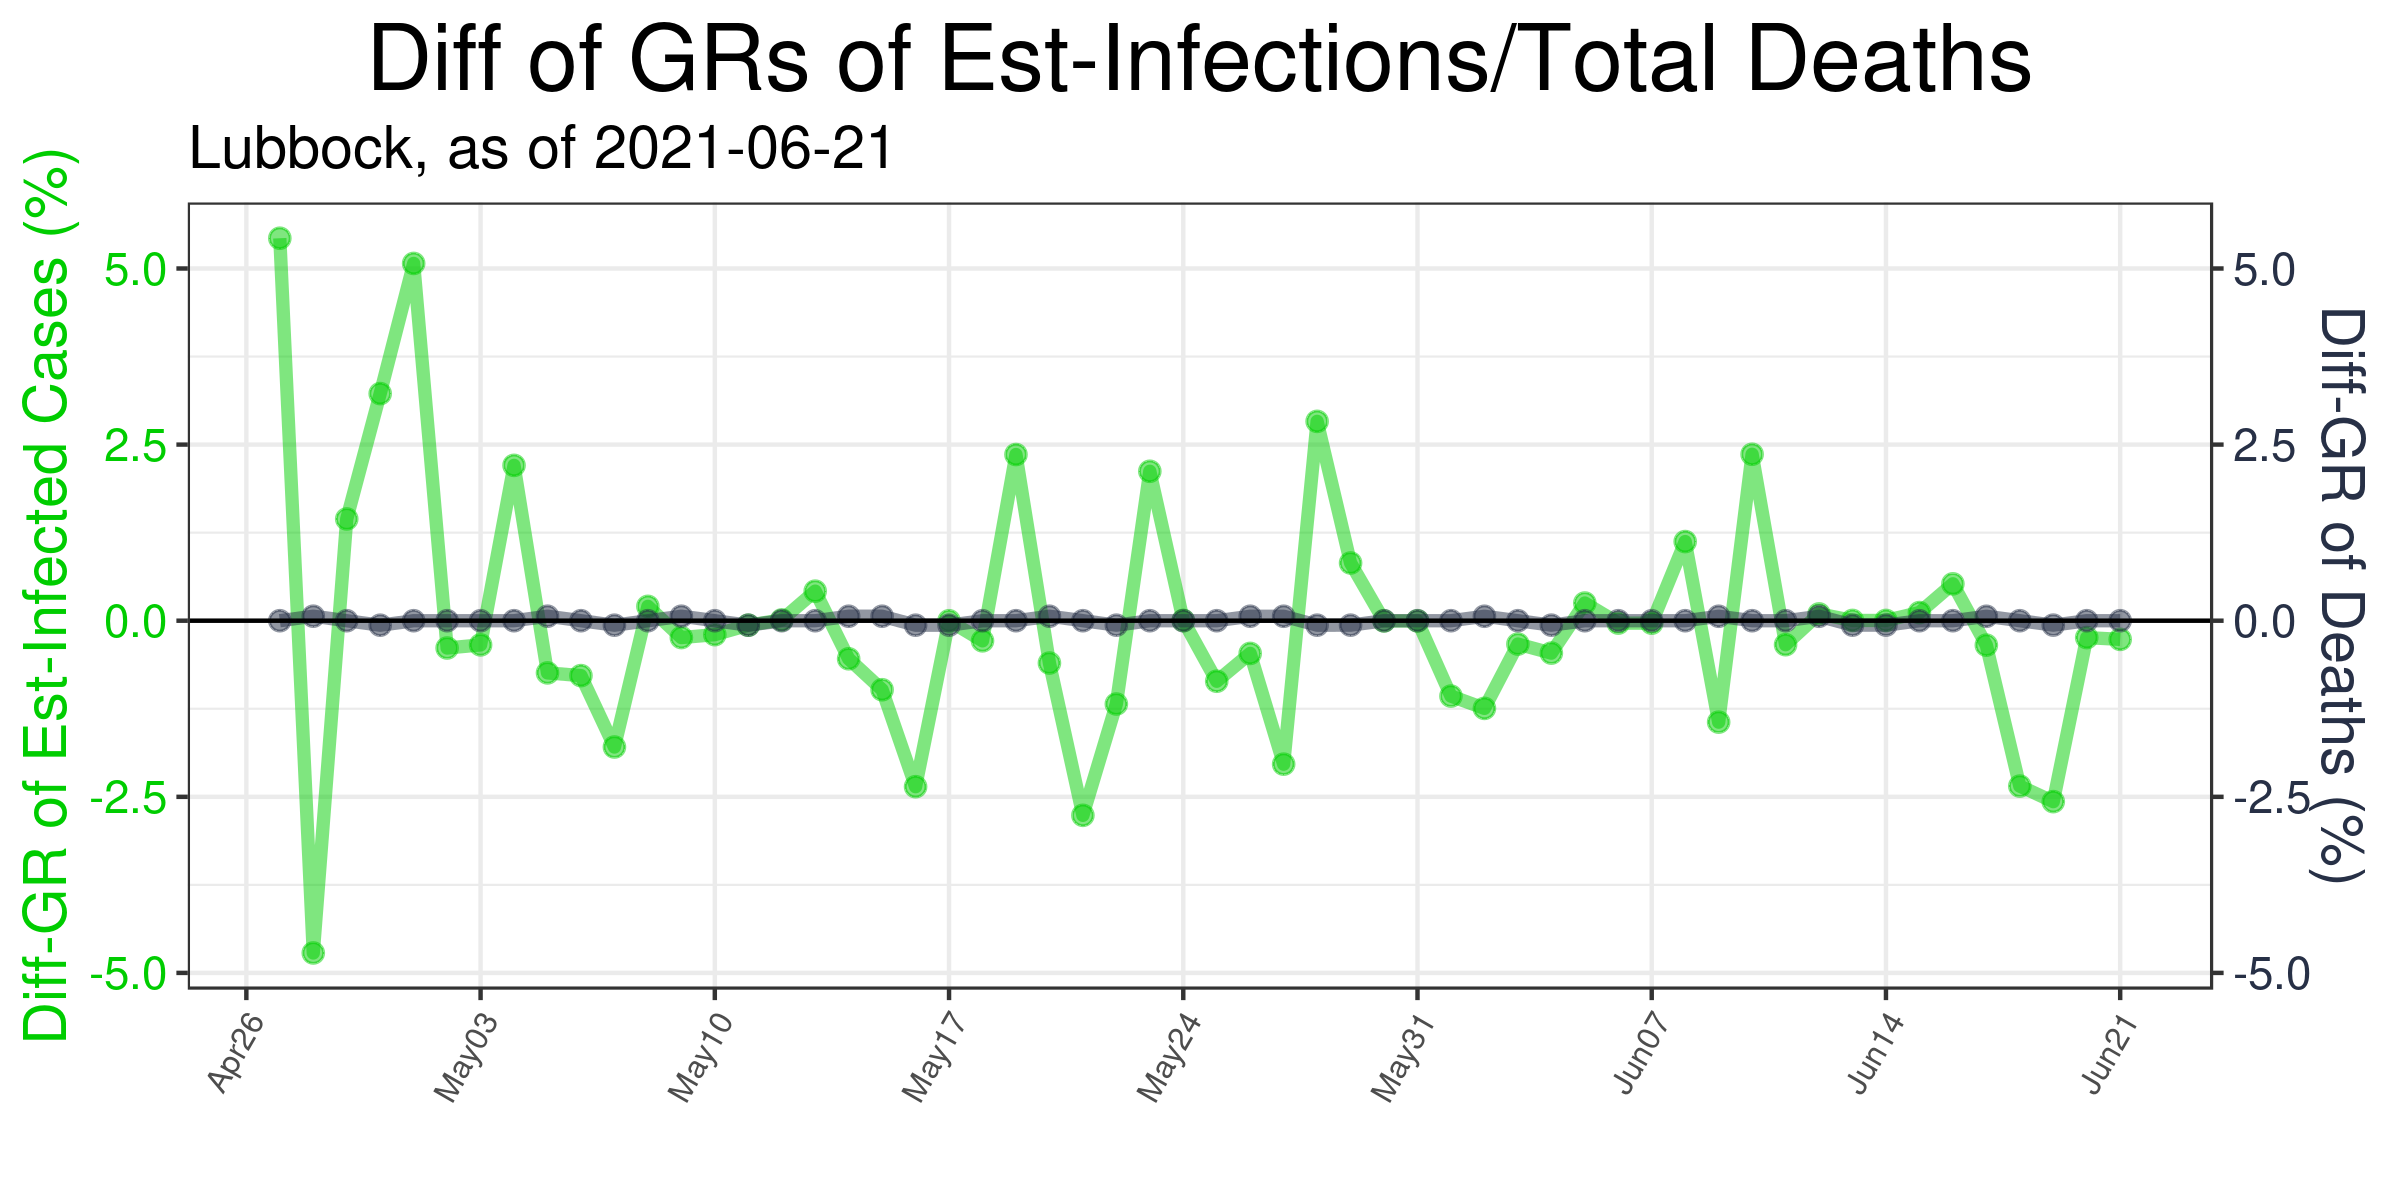 Diff of GRs of Est-Infections/Total Deaths
Lubbock, as of 2021-06-21
Diff-GR of Est-Infected Cases (%)
5.0
2.5
0.0
-2.5
-5.0
5.0
2.5
0.0
-2.5
-5.0
Diff-GR of Deaths (%)
Apr26
May03
May10
May17
May24
May31
Jun07
Jun14
Jun21